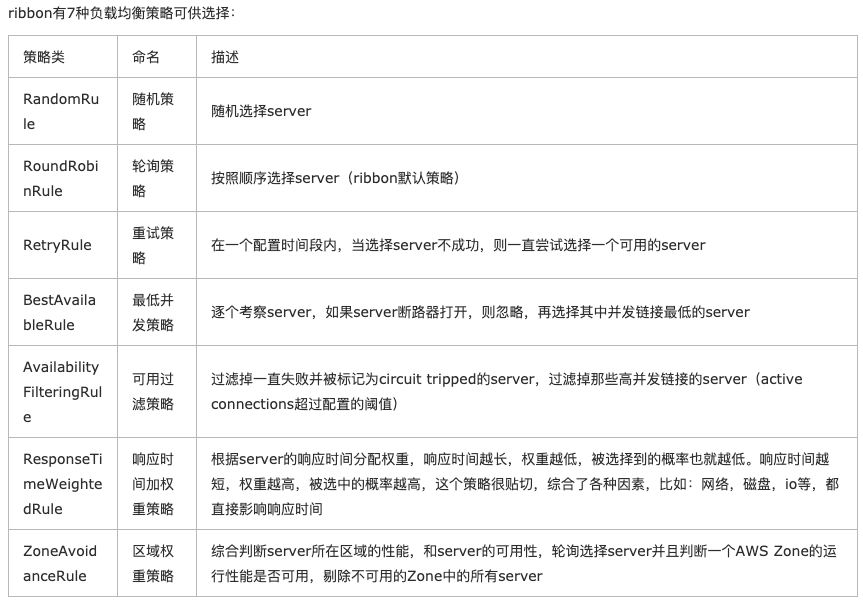 ribbon有7种负载均衡策略可供选择：
策略类 命名 描述
RandomRu 随机策
le 略
随机选择server
RoundRobi 轮询策
nRule 略
按照顺序选择server（ribbon默认策略）
RetryRule
重试策
略
在一个配置时间段内，当选择server不成功，则一直尝试选择一个可用的server
BestAvaila 最低并
bleRule 发策略
逐个考察server，如果server断路器打开，则忽略，再选择其中并发链接最低的server
Availability
FilteringRul
e
可用过
滤策略
过滤掉一直失败并被标记为circuit tripped的server，过滤掉那些高并发链接的server（active
connections超过配置的阈值）
ResponseTi
meWeighte
dRule
响应时
间加权
重策略
根据server的响应时间分配权重，响应时间越长，权重越低，被选择到的概率也就越低。响应时间越
短，权重越高，被选中的概率越高，这个策略很贴切，综合了各种因素，比如：网络，磁盘，io等，都
直接影响响应时间
ZoneAvoid
anceRule
区域权
重策略
综合判断server所在区域的性能，和server的可用性，轮询选择server并且判断一个AWS Zone的运
行性能是否可用，剔除不可用的Zone中的所有server